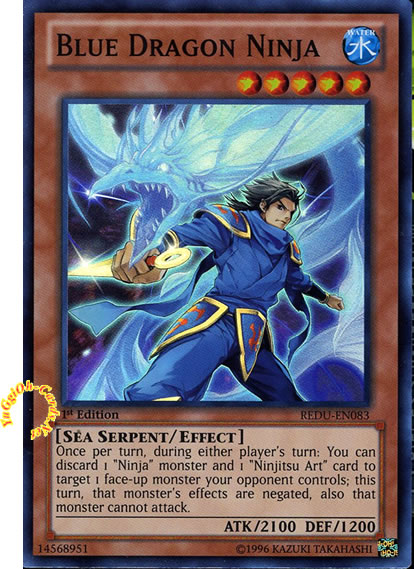 BLUE DRAGON NINJA
WATER
水
YuGiOh-Cards.Net
1st Edition
REDU-EN083
[SEA SERPENT/EFFECT]
Once per turn, during either player's turn: You can
discard 1 "Ninja" monster and 1 "Ninjitsu Art" card to
target 1 face-up monster your opponent controls; this
turn, that monster's effects are negated, also that
monster cannot attack.
ATK/2100 DEF/1200
14568951
©1996 KAZUKI TAKAHASHI